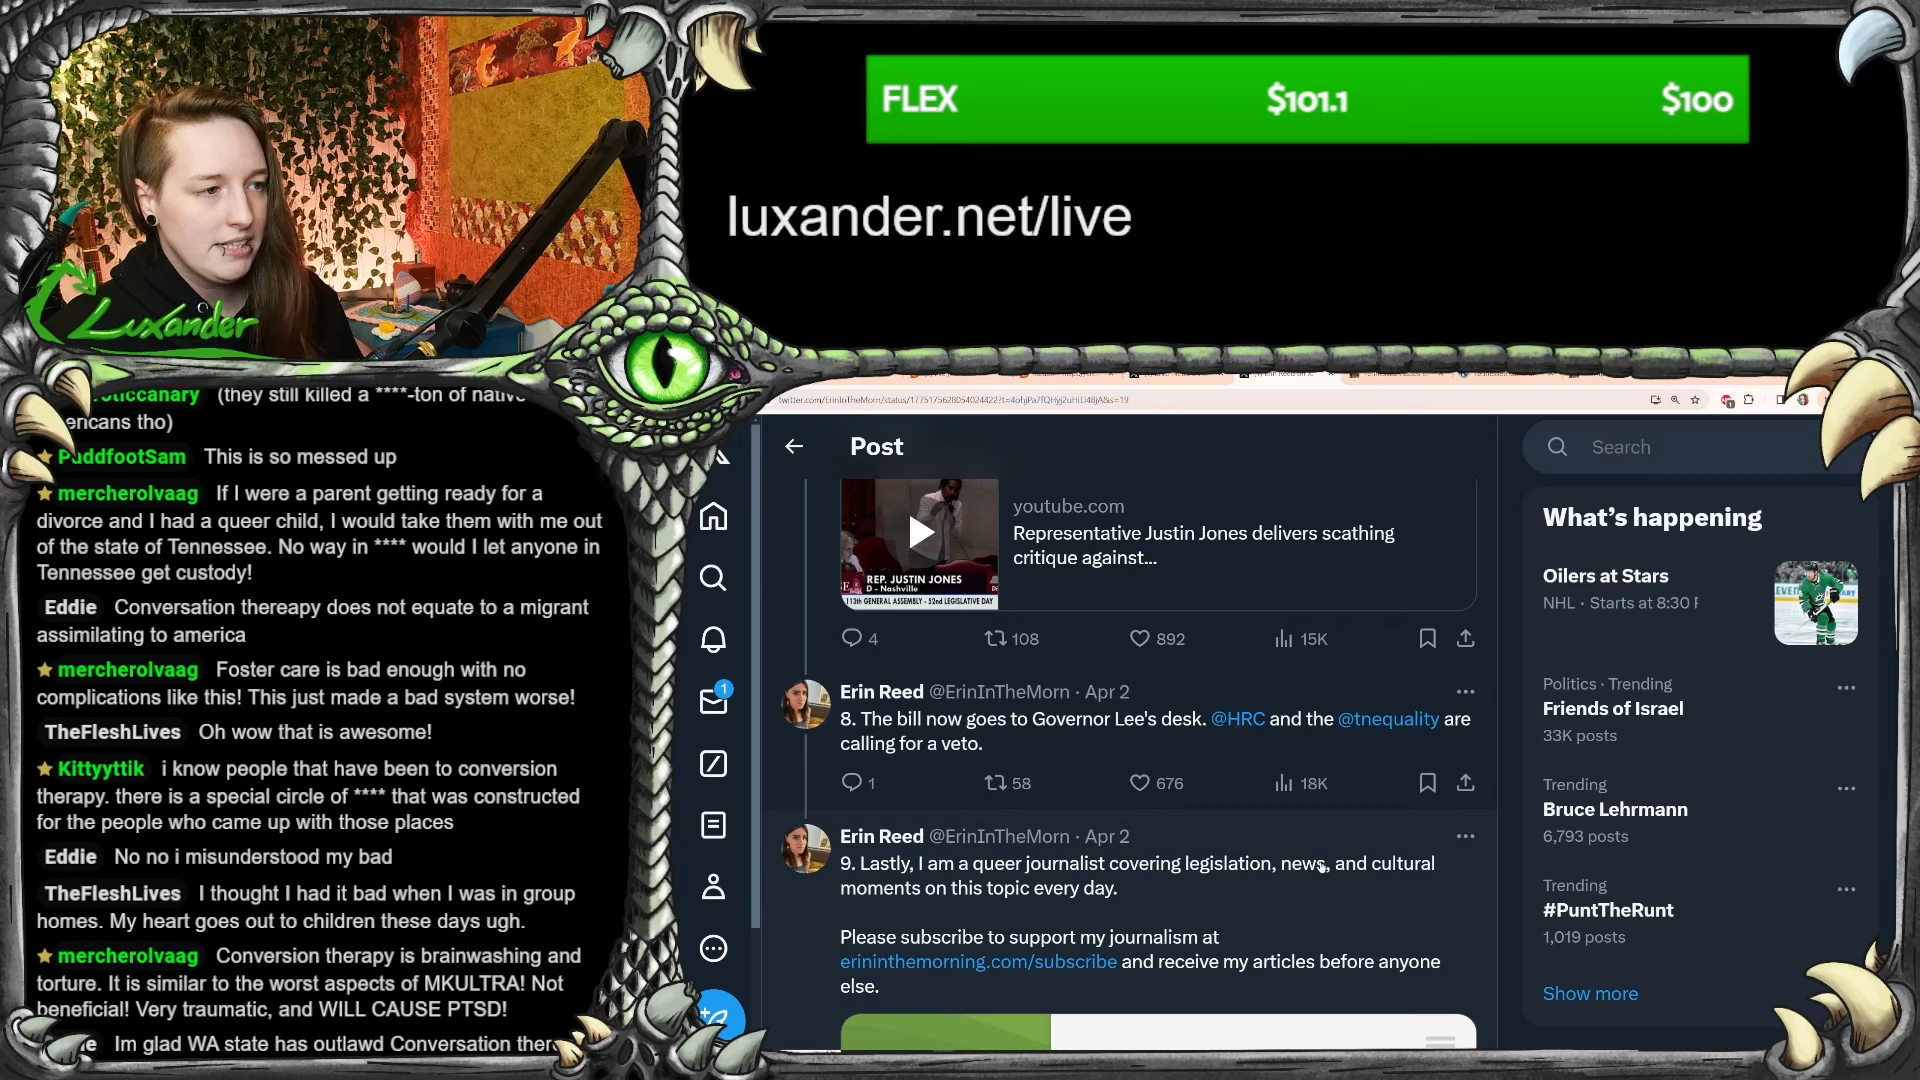 FLEX $101.1 $100
luxander.net/live
Luxander
(they still killed a ****-ton of native
ericans tho)
PaddfootSam This is so messed up
mercherolvaag If I were a parent getting ready for a
divorce and I had a queer child, I would take them with me out
of the state of Tennessee. No way in **** would I let anyone in
Tennessee get custody!
Eddie Conversation thereapy does not equate to a migrant
assimilating to america
mercherolvaag Foster care is bad enough with no
complications like this! This just made a bad system worse!
TheFleshLives Oh wow that is awesome!
Kittyyttik i know people that have been to conversion
therapy. there is a special circle of **** that was constructed
for the people who came up with those places
Eddie No no i misunderstood my bad
TheFleshLives I thought I had it bad when I was in group
homes. My heart goes out to children these days ugh.
mercherolvaag Conversion therapy is brainwashing and
torture. It is similar to the worst aspects of MKULTRA! Not
beneficial! Very traumatic, and WILL CAUSE PTSD!
Im glad WA state has outlawd Conversation
Post
youtube.com
Representative Justin Jones delivers scathing
critique against...
REP. JUSTIN JONES
D - Nashville
113th GENERAL ASSEMBLY - 52nd LEGISLATIVE DAY
4 108 892 15K
Erin Reed @ErinInTheMorn · Apr 2
8. The bill now goes to Governor Lee's desk. @HRC and the @tnequality are
calling for a veto.
1 58 676 18K
Erin Reed @ErinInTheMorn · Apr 2
9. Lastly, I am a queer journalist covering legislation, news, and cultural
moments on this topic every day.
Please subscribe to support my journalism at
erininthemorning.com/subscribe and receive my articles before anyone
else.
1
Search
What's happening
Oilers at Stars
NHL · Starts at 8:30
Politics · Trending
Friends of Israel
33K posts
Trending
Bruce Lehrmann
6,793 posts
Trending
#PuntTheRunt
1,019 posts
Show more